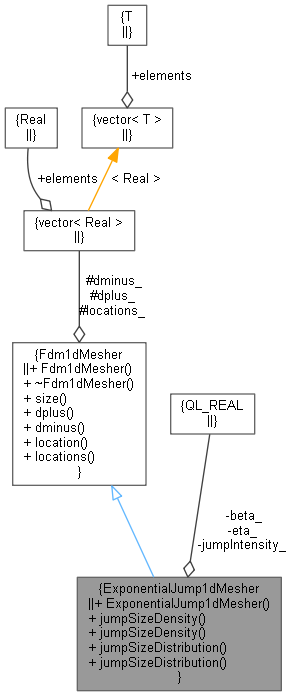 {T
||}
+elements
{Real
||}
{vector< T >
||}
+elements
< Real >
{vector< Real >
||}
#dminus_
#dplus_
#locations_
{Fdm1dMesher
||+ Fdm1dMesher()
+ ~Fdm1dMesher()
+ size()
+ dplus()
+ dminus()
+ location()
+ locations()
}
{QL_REAL
||}
-beta_
-eta_
-jumpIntensity_
{ExponentialJump1dMesher
||+ ExponentialJump1dMesher()
+ jumpSizeDensity()
+ jumpSizeDensity()
+ jumpSizeDistribution()
+ jumpSizeDistribution()
}